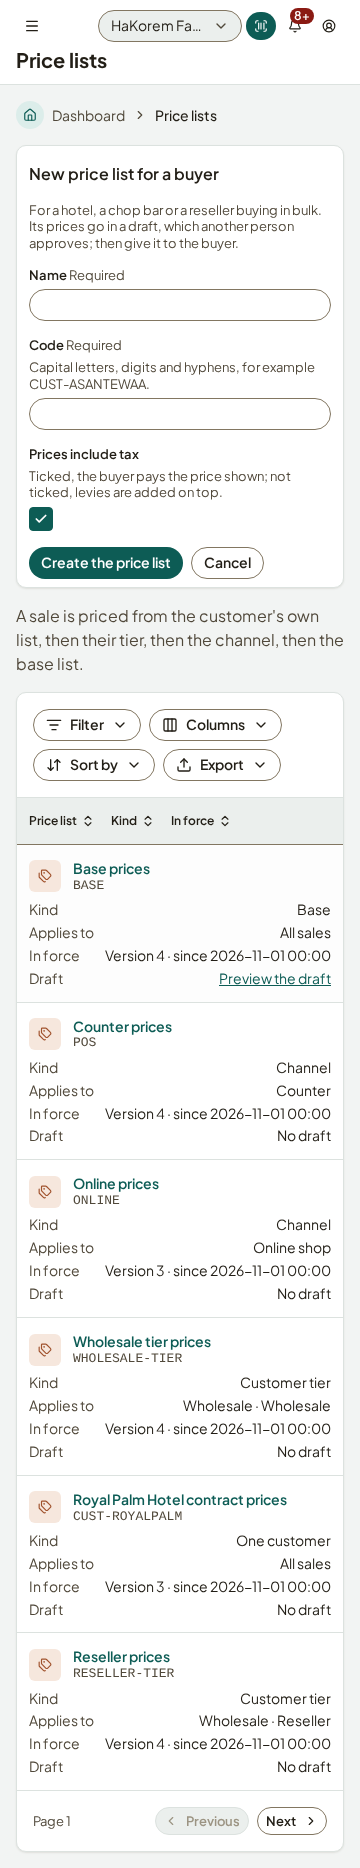 HaKorem Fa...
8+
Price lists
Dashboard > Price lists
New price list for a buyer
For a hotel, a chop bar or a reseller buying in bulk.
Its prices go in a draft, which another person
approves; then give it to the buyer.
Name Required
Code Required
Capital letters, digits and hyphens, for example
CUST-ASANTEWAA.
Prices include tax
Ticked, the buyer pays the price shown; not
ticked, levies are added on top.
Create the price list Cancel
A sale is priced from the customer's own
list, then their tier, then the channel, then the
base list.
Filter Columns
Sort by Export
Price list Kind In force
Base prices
BASE
Kind Base
Applies to All sales
In force Version 4 · since 2026-11-01 00:00
Draft Preview the draft
Counter prices
POS
Kind Channel
Applies to Counter
In force Version 4 · since 2026-11-01 00:00
Draft No draft
Online prices
ONLINE
Kind Channel
Applies to Online shop
In force Version 3 · since 2026-11-01 00:00
Draft No draft
Wholesale tier prices
WHOLESALE-TIER
Kind Customer tier
Applies to Wholesale · Wholesale
In force Version 4 · since 2026-11-01 00:00
Draft No draft
Royal Palm Hotel contract prices
CUST-ROYALPALM
Kind One customer
Applies to All sales
In force Version 3 · since 2026-11-01 00:00
Draft No draft
Reseller prices
RESELLER-TIER
Kind Customer tier
Applies to Wholesale · Reseller
In force Version 4 · since 2026-11-01 00:00
Draft No draft
Page 1 Previous Next